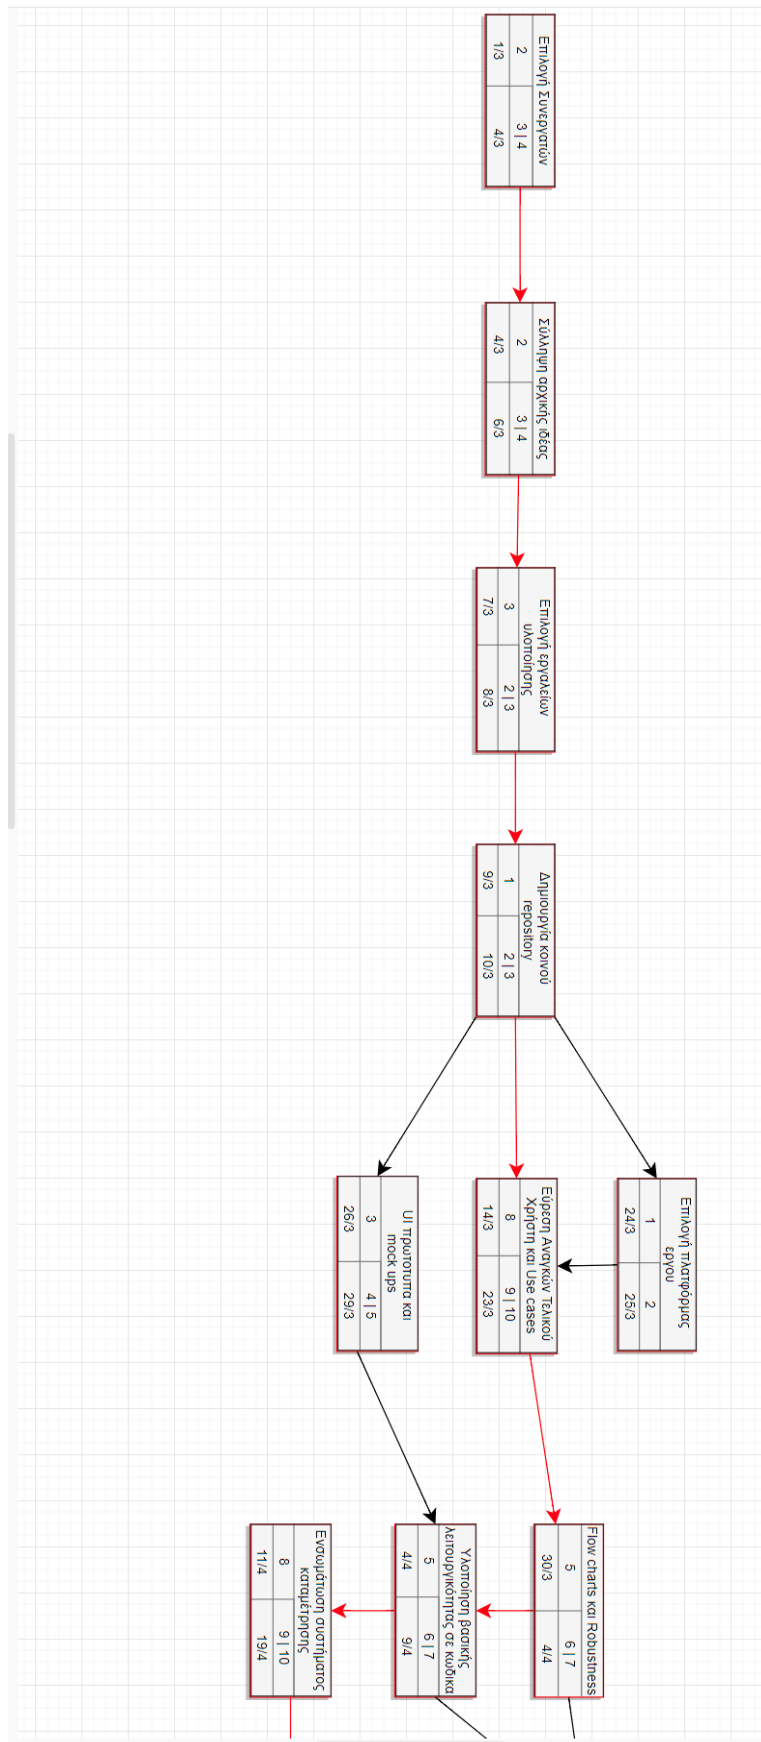 Επιλογή Συνεργατών
2
3 | 4
1/3
4/3
Σύλληψη αρχικής ιδέας
2
3 | 4
4/3
6/3
Επιλογή εργαλείων
υλοποίησης
3
2 | 3
7/3
8/3
Δημιουργία κοινού
repository
1
2 | 3
9/3
10/3
Επιλογή πλατφόρμας
έργου
1
2
24/3
25/3
Εύρεση Αναγκών Τελικού
Χρήστη και Use cases
8
9 | 10
14/3
23/3
UI πρωτοτυπα και
mock ups
3
4 | 5
26/3
29/3
Flow charts και Robustness
5
6 | 7
30/3
4/4
Υλοποίηση βασικής
λειτουργικότητας σε κώδικα
5
6 | 7
4/4
9/4
Ενσωμάτωση συστήματος
καταμέτρησης
8
9 | 10
11/4
19/4